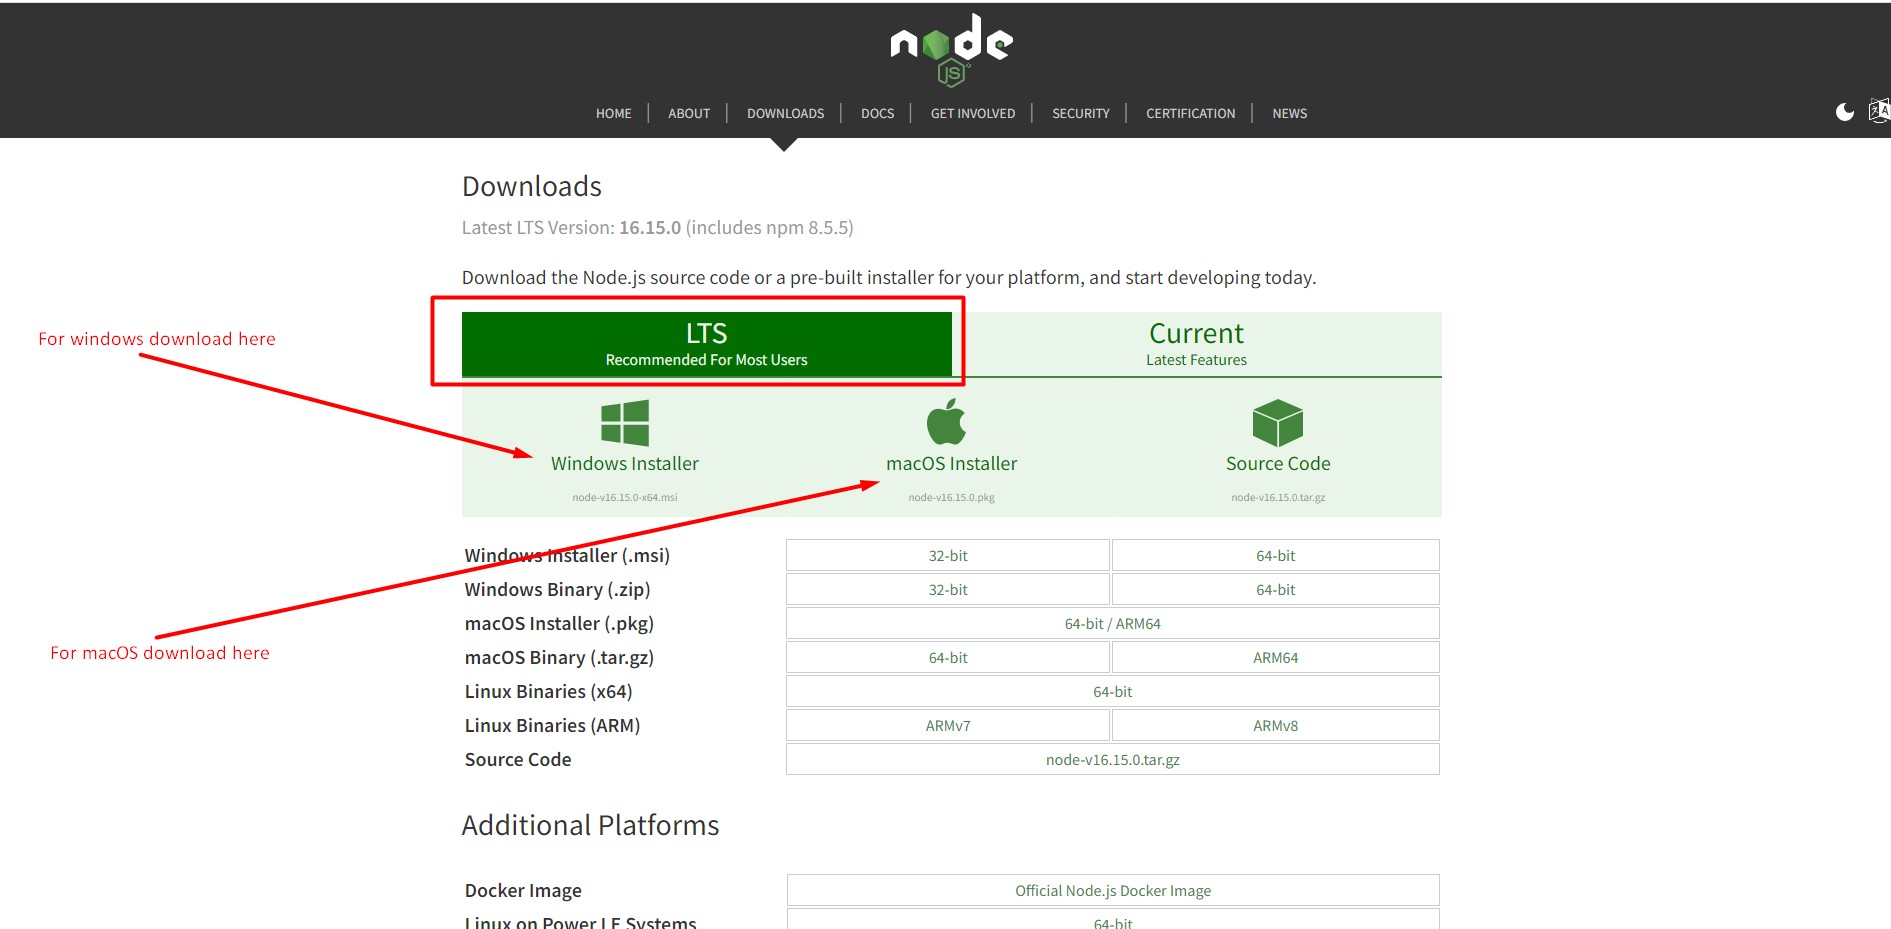 node
JS
HOME
ABOUT
DOWNLOADS
DOCS
GET INVOLVED
SECURITY
CERTIFICATION
NEWS
Downloads
Latest LTS Version: 16.15.0 (includes npm 8.5.5)
Download the Node.js source code or a pre-built installer for your platform, and start developing today.
For windows download here
LTS
Recommended For Most Users
Current
Latest Features
Windows Installer
node-v16.15.0-x64.msi
macOS Installer
node-v16.15.0.pkg
Source Code
node-v16.15.0.tar.gz
For macOS download here
Windows Installer (.msi)
32-bit
64-bit
Windows Binary (.zip)
32-bit
64-bit
macOS Installer (.pkg)
64-bit / ARM64
macOS Binary (.tar.gz)
64-bit
ARM64
Linux Binaries (x64)
64-bit
Linux Binaries (ARM)
ARMv7
ARMv8
Source Code
node-v16.15.0.tar.gz
Additional Platforms
Docker Image
Official Node.js Docker Image
Linux on Power LE Systems
64-bit